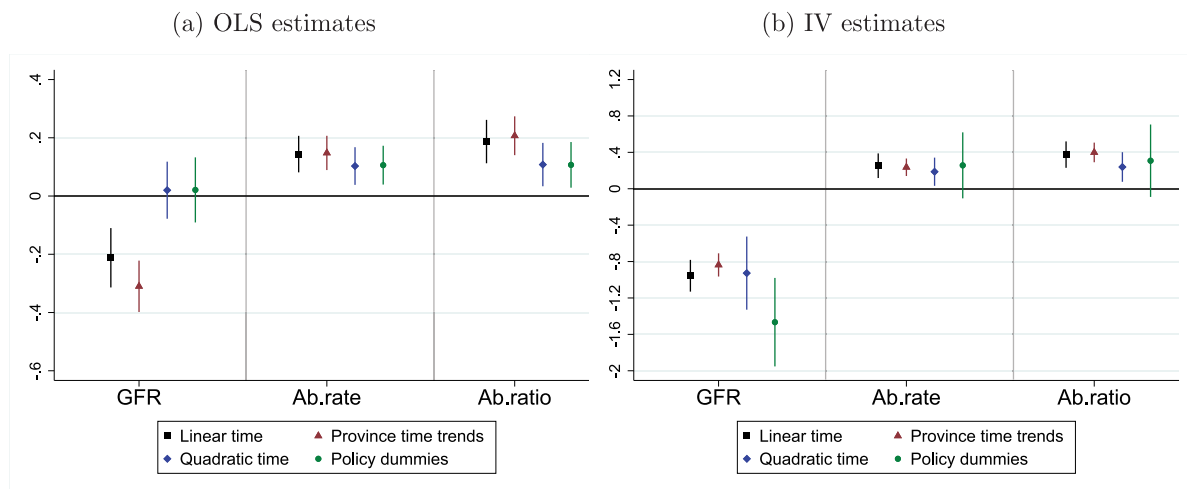 (a) OLS estimates
.4
.2
0
-.2
-.4
-.6
GFR
Ab.rate
Ab.ratio
Linear time
Province time trends
Quadratic time
Policy dummies
(b) IV estimates
1.2
.8
.4
0
-.4
-.8
-1.2
-1.6
-2
GFR
Ab.rate
Ab.ratio
Linear time
Province time trends
Quadratic time
Policy dummies